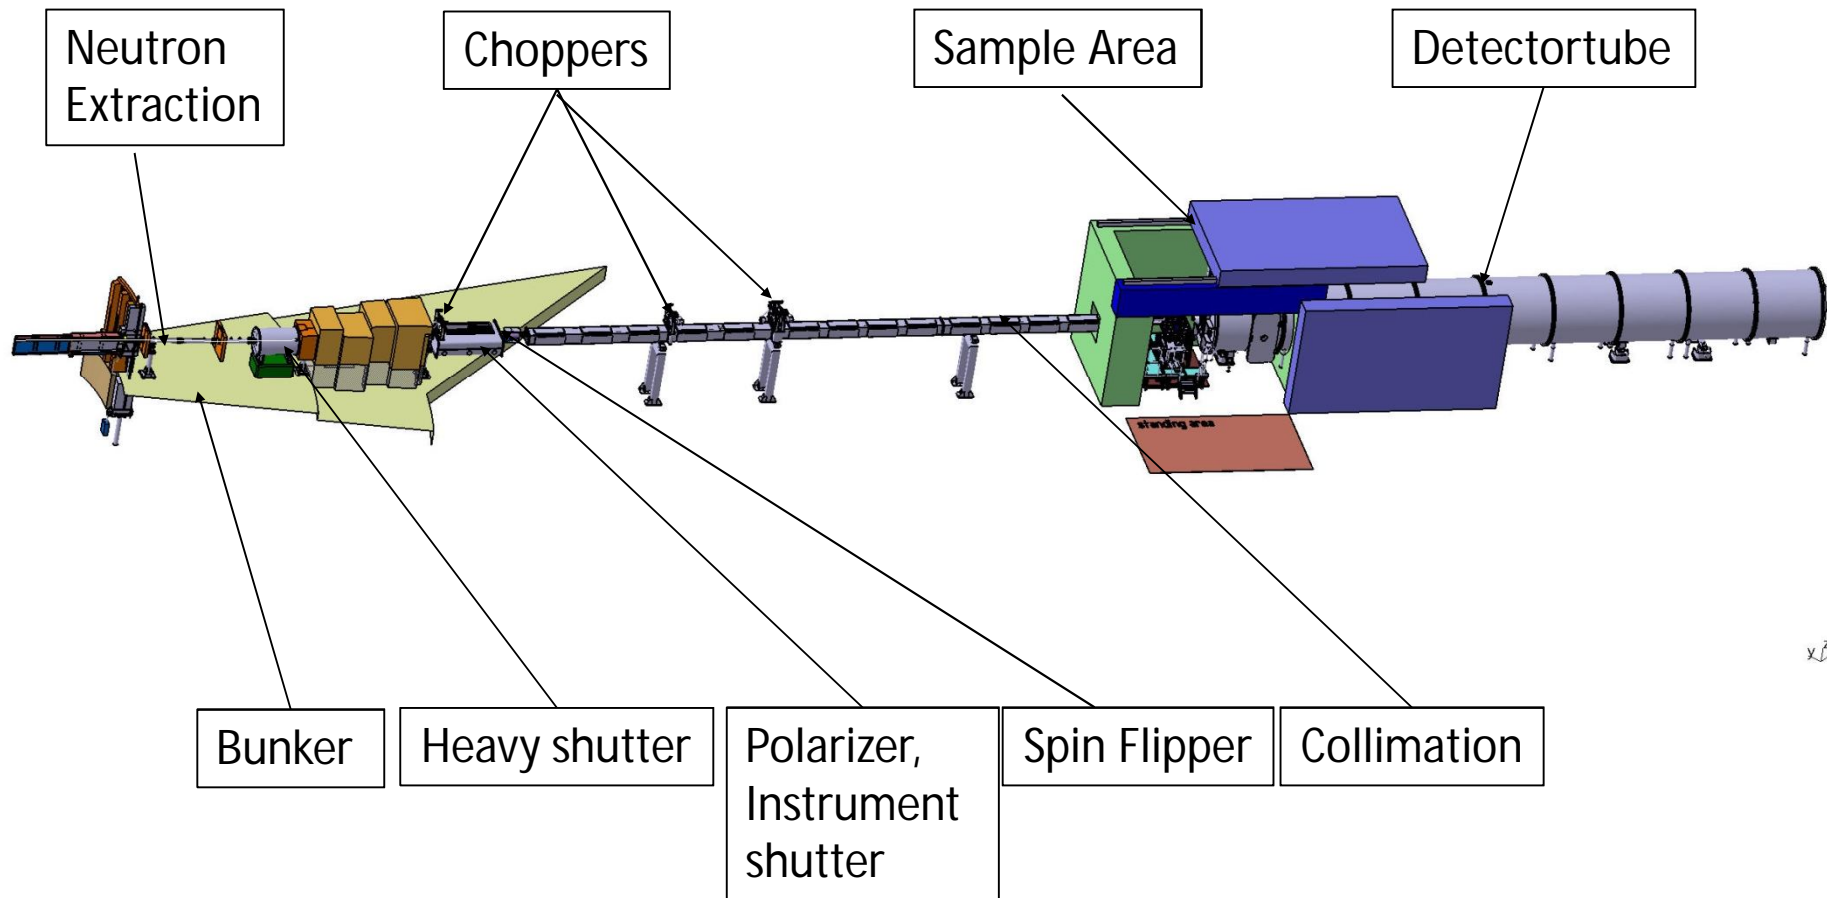 Neutron
Extraction
Choppers
Sample Area
Detectortube
standing area
Bunker
Heavy shutter
Polarizer,
Instrument
shutter
Spin Flipper
Collimation
y
z